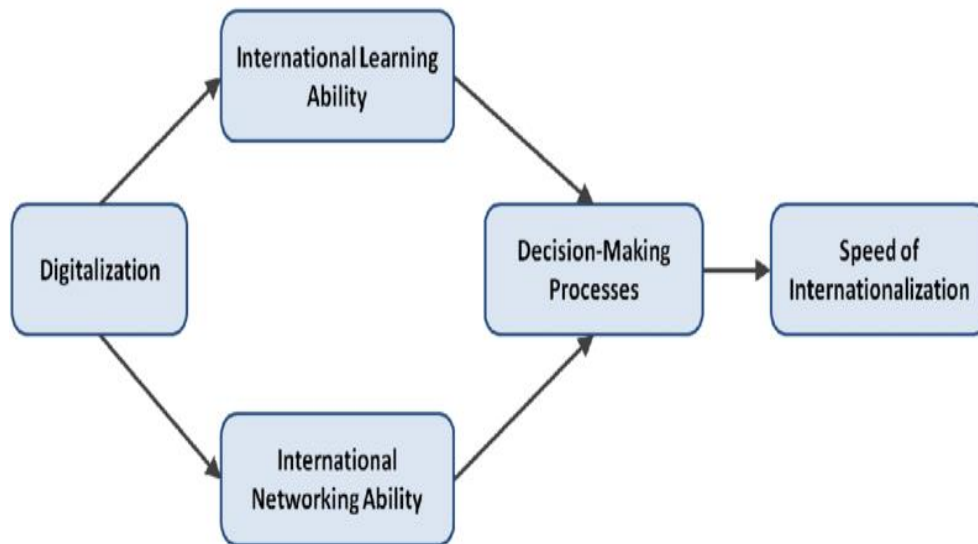 International Learning
Ability
Digitalization
Decision-Making
Processes
Speed of
Internationalization
International
Networking Ability